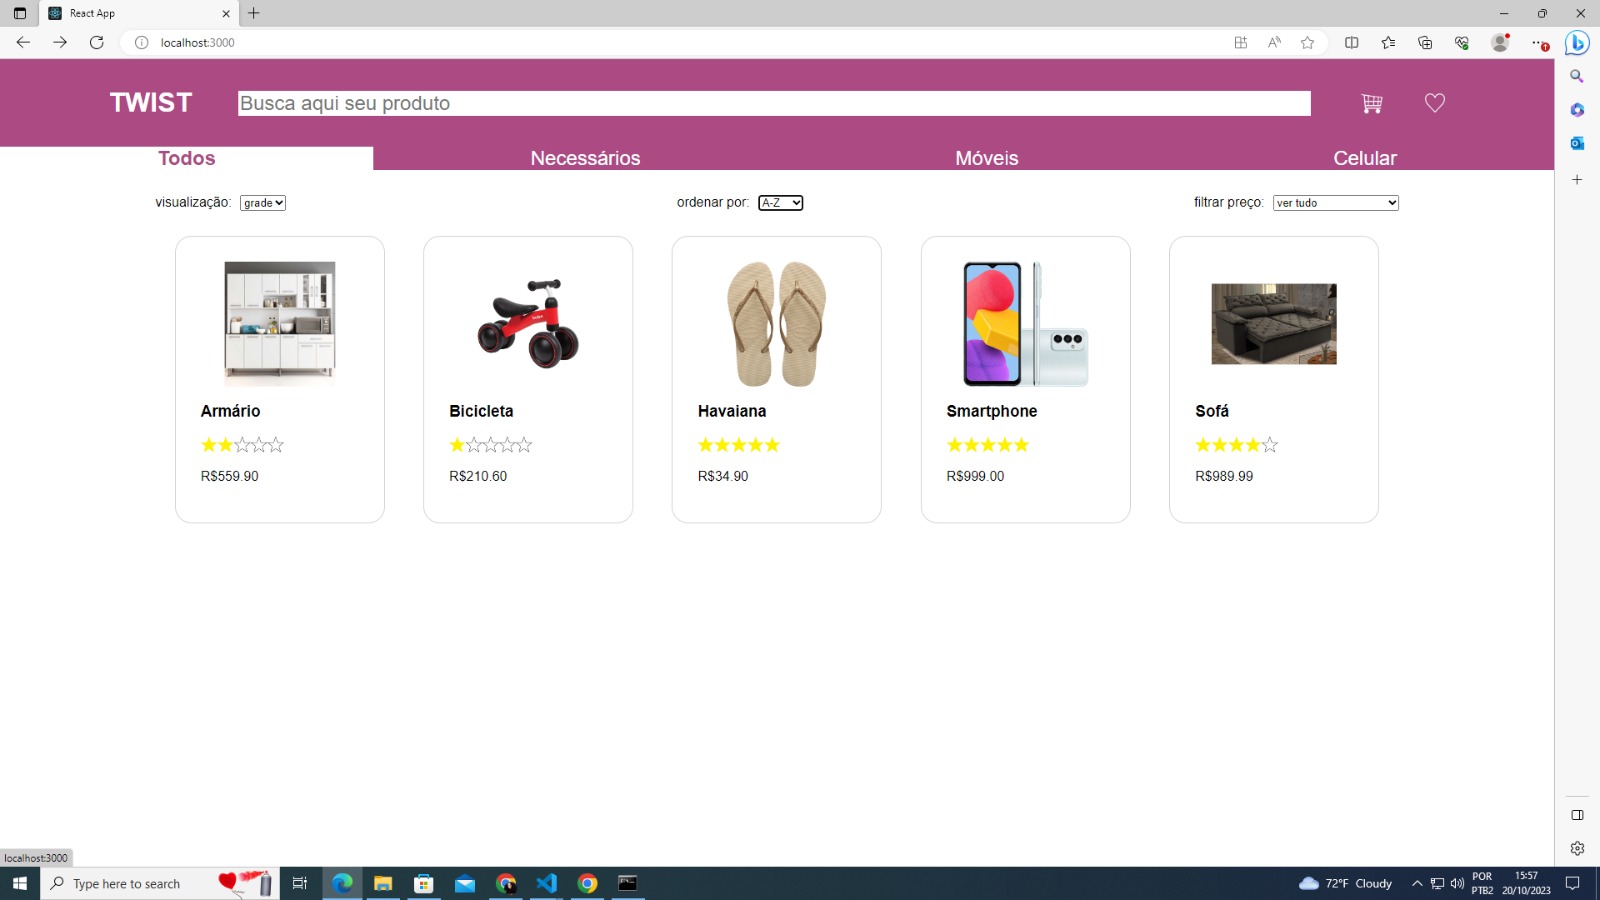 React App
localhost:3000
TWIST
Busca aqui seu produto
Todos
Necessários
Móveis
Celular
visualização: grade
ordenar por: A-Z
filtrar preço: ver tudo
Armário
R$559.90
Bicicleta
R$210.60
Havaiana
R$34.90
Smartphone
R$999.00
Sofá
R$989.99
localhost:3000
Type here to search
72°F Cloudy
POR
PTB2
15:57
20/10/2023